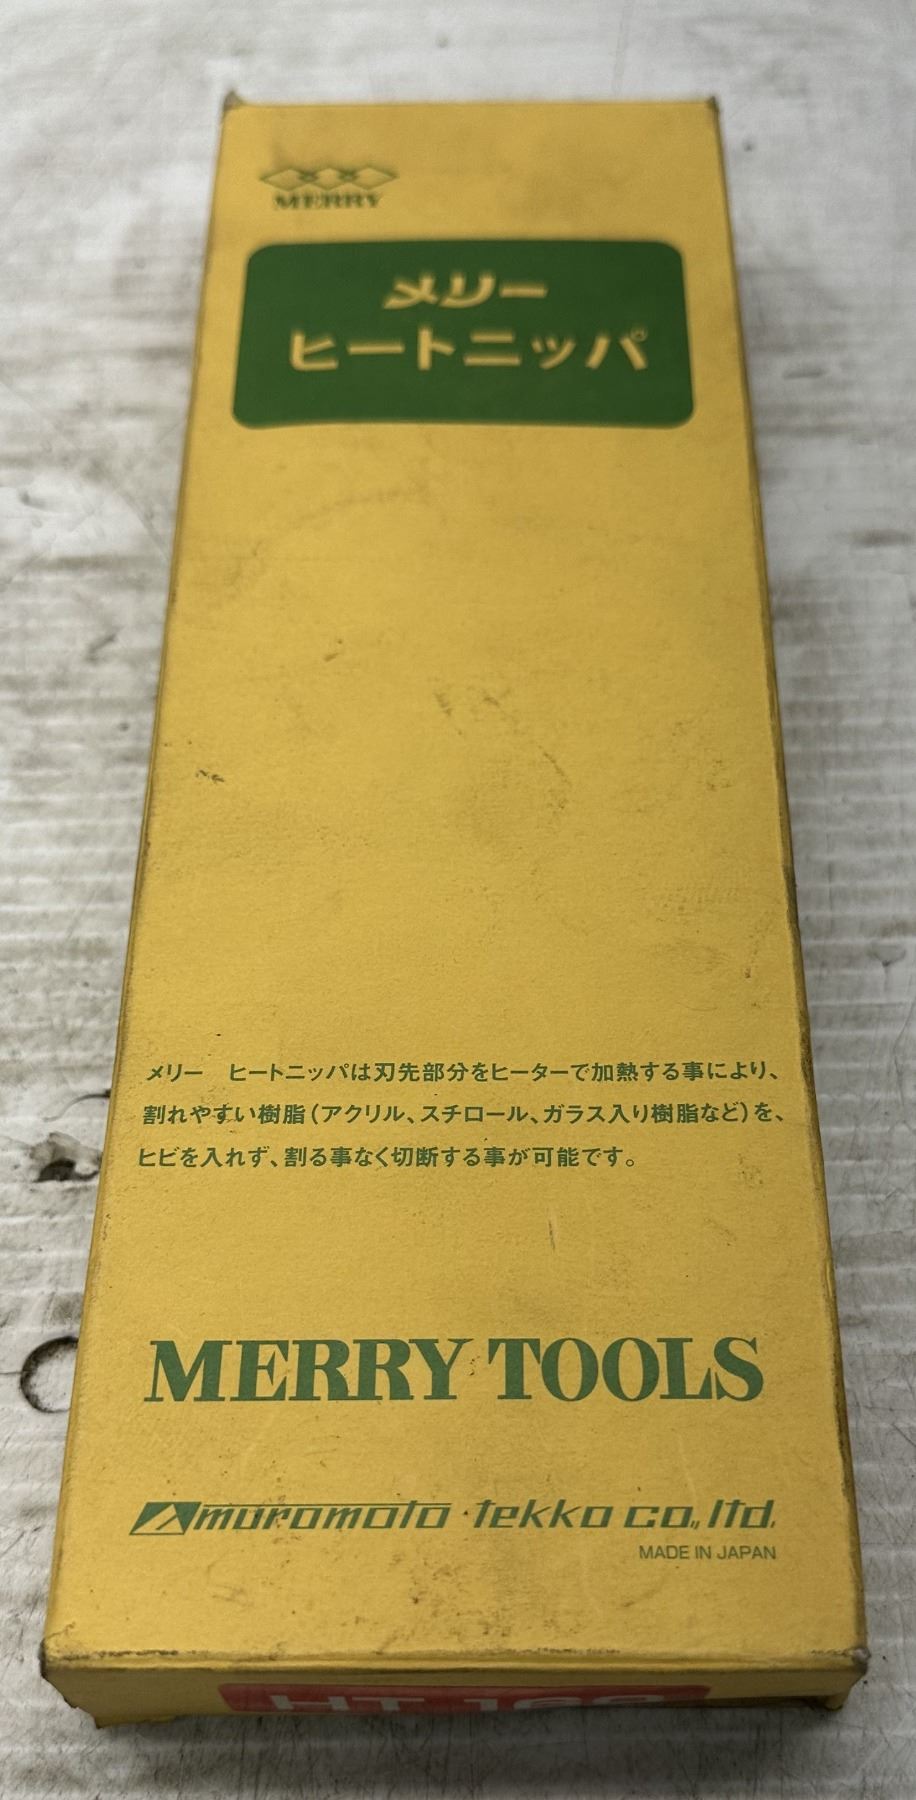 MERRY
メリー
ヒートニッパ
メリー ヒートニッパは刃先部分をヒーターで加熱する事により、
割れやすい樹脂(アクリル、スチロール、ガラス入り樹脂など)を、
ヒビを入れず、割る事なく切断する事が可能です。
MERRY TOOLS
muromoto tekko co.,ltd.
MADE IN JAPAN
HT